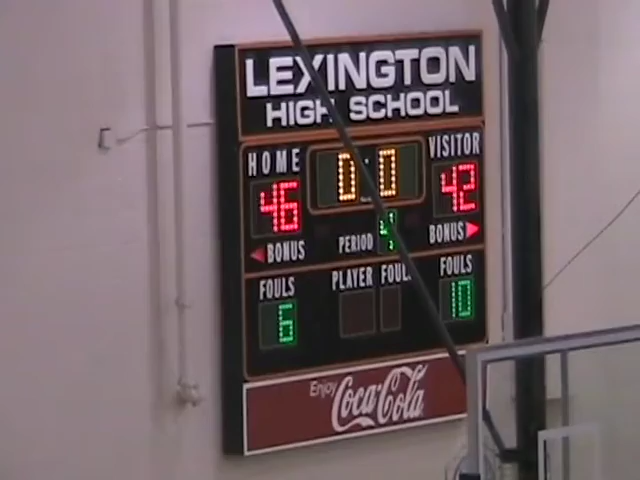 LEXINGTON
HIGH SCHOOL
HOME 0:0 VISITOR
46 42
BONUS PERIOD 4 BONUS
FOULS PLAYER FOUL FOULS
6 10
Enjoy Coca-Cola